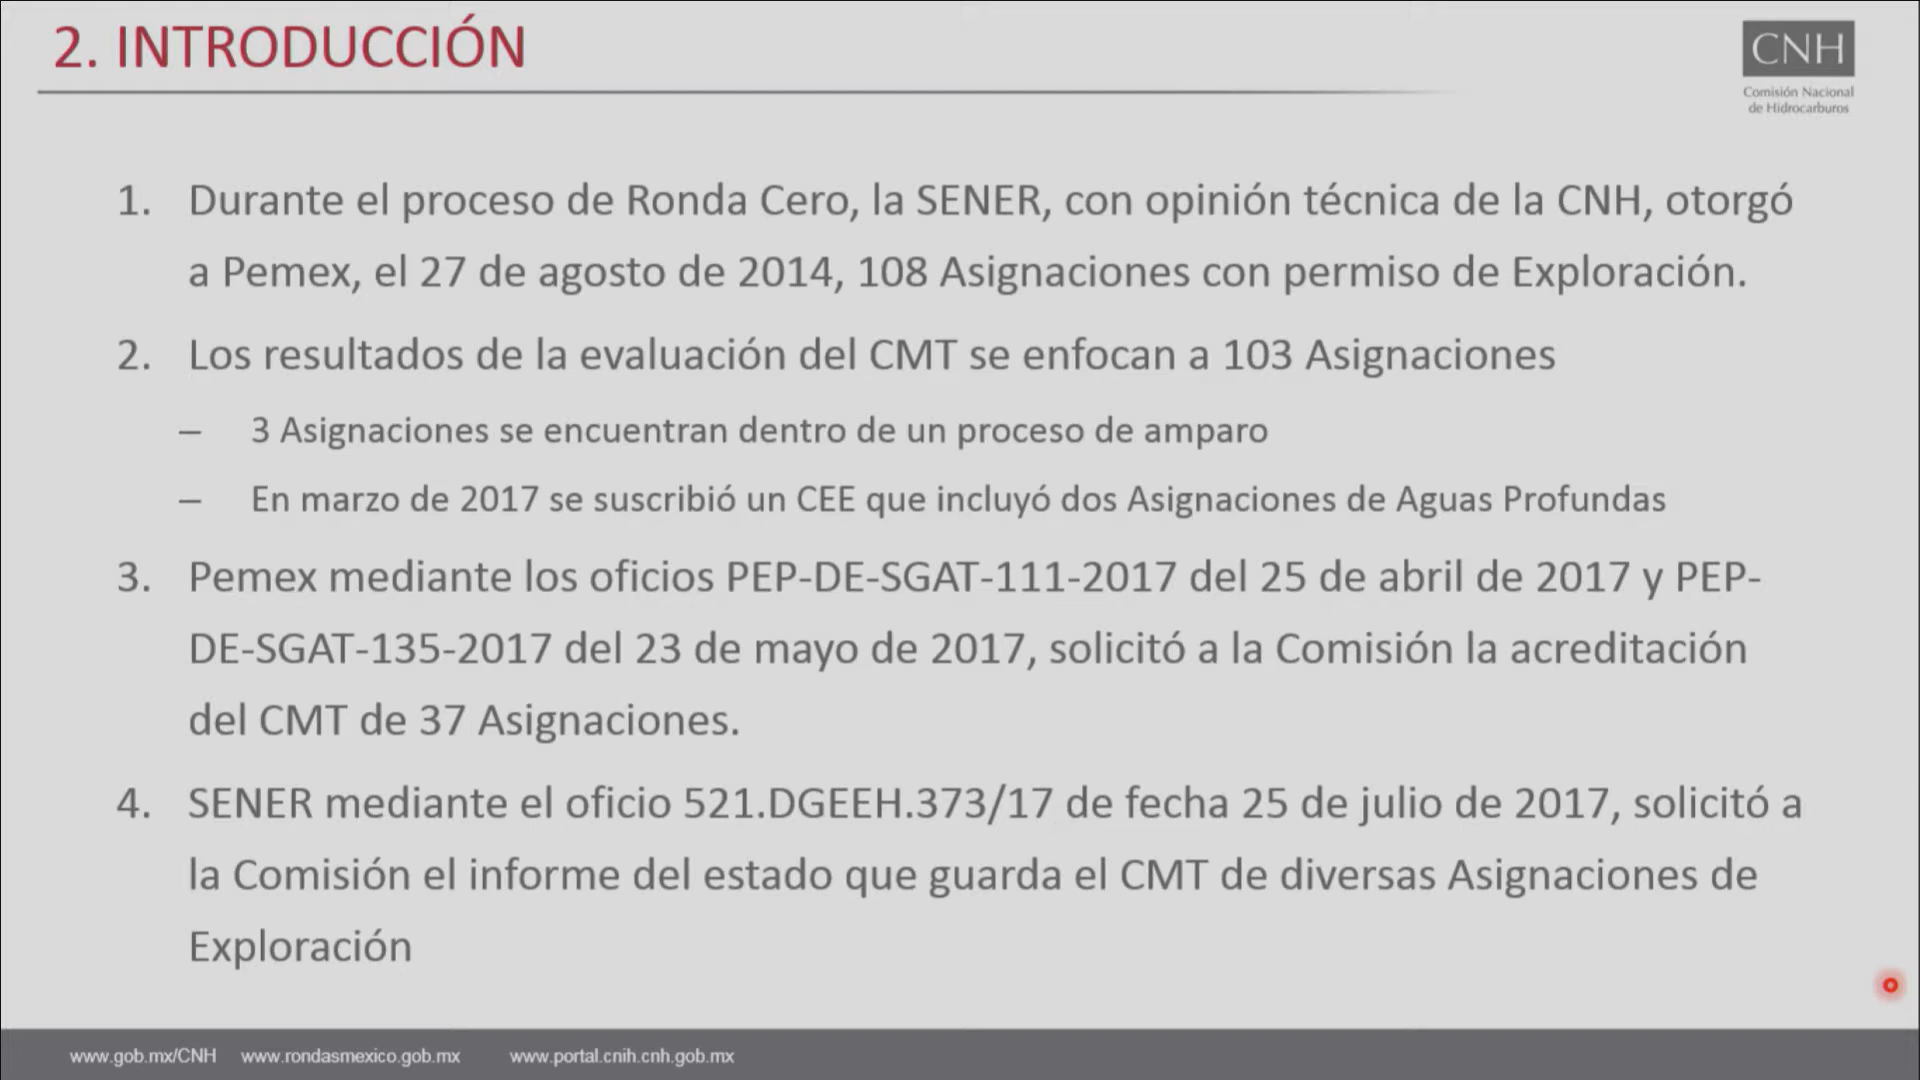 2. INTRODUCCIÓN
CNH
Comisión Nacional
de Hidrocarburos
1. Durante el proceso de Ronda Cero, la SENER, con opinión técnica de la CNH, otorgó
a Pemex, el 27 de agosto de 2014, 108 Asignaciones con permiso de Exploración.
2. Los resultados de la evaluación del CMT se enfocan a 103 Asignaciones
– 3 Asignaciones se encuentran dentro de un proceso de amparo
– En marzo de 2017 se suscribió un CEE que incluyó dos Asignaciones de Aguas Profundas
3. Pemex mediante los oficios PEP-DE-SGAT-111-2017 del 25 de abril de 2017 y PEP-
DE-SGAT-135-2017 del 23 de mayo de 2017, solicitó a la Comisión la acreditación
del CMT de 37 Asignaciones.
4. SENER mediante el oficio 521.DGEEH.373/17 de fecha 25 de julio de 2017, solicitó a
la Comisión el informe del estado que guarda el CMT de diversas Asignaciones de
Exploración
www.gob.mx/CNH www.rondasmexico.gob.mx www.portal.cnih.cnh.gob.mx